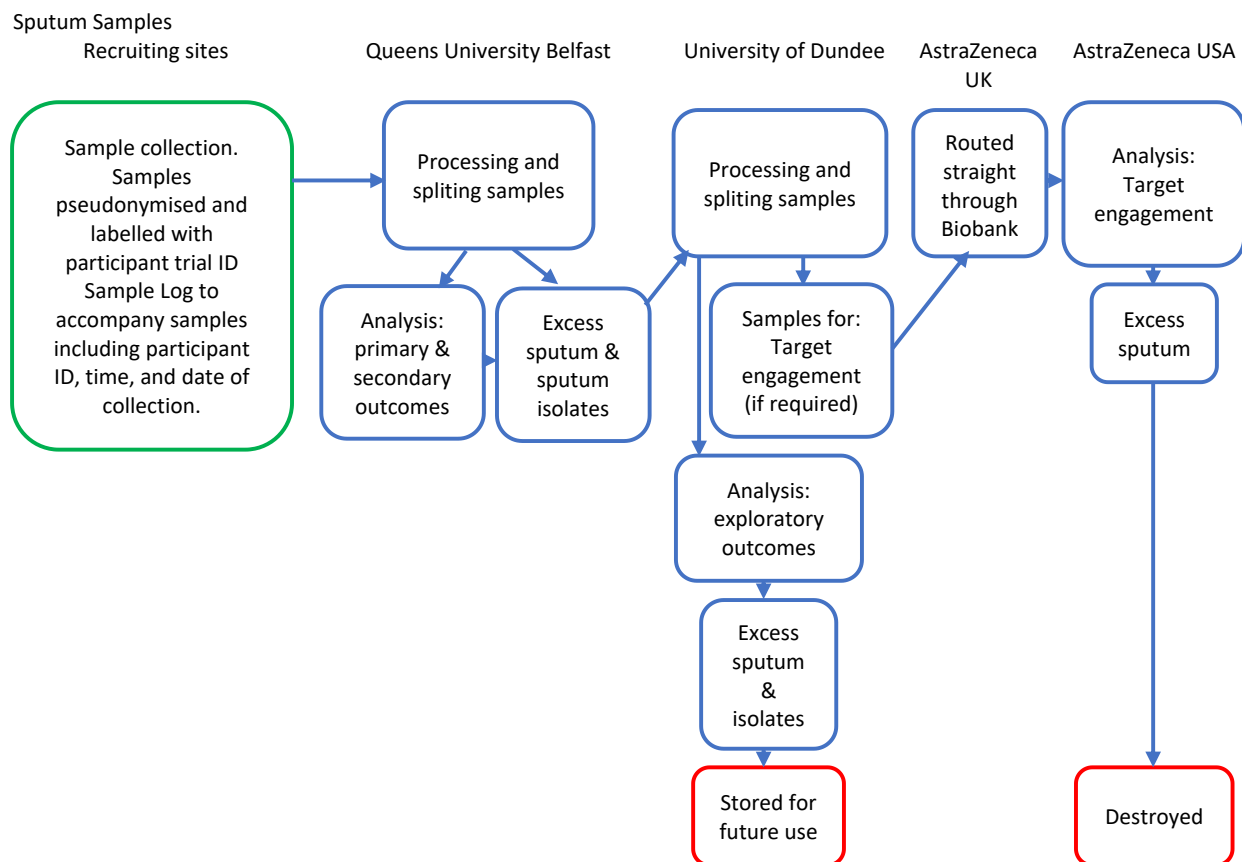 Sputum Samples
Recruiting sites
Queens University Belfast
University of Dundee
AstraZeneca
UK
AstraZeneca USA
Sample collection.
Samples
pseudonymised and
labelled with
participant trial ID
Sample Log to
accompany samples
including participant
ID, time, and date of
collection.
Processing and
spliting samples
Analysis:
primary &
secondary
outcomes
Excess
sputum &
sputum
isolates
Processing and
spliting samples
Samples for:
Target
engagement
(if required)
Analysis:
exploratory
outcomes
Excess
sputum
&
isolates
Stored for
future use
Routed
straight
through
Biobank
Analysis:
Target
engagement
Excess
sputum
Destroyed